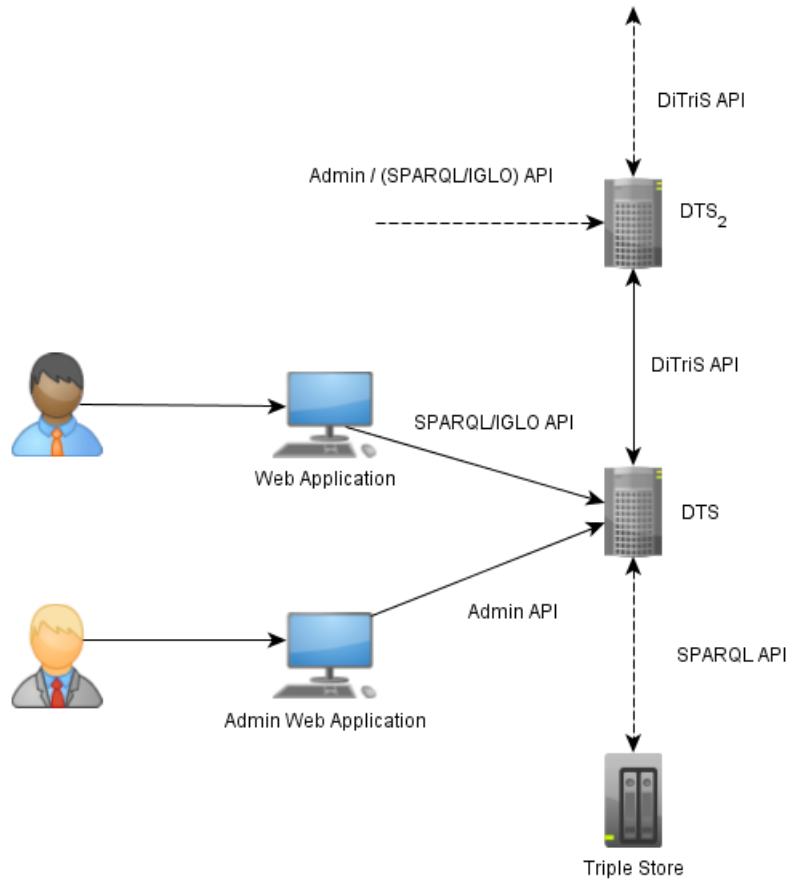 DiTriS API
Admin / (SPARQL/IGLO) API
DTS2
DiTriS API
SPARQL/IGLO API
Web Application
DTS
Admin API
SPARQL API
Admin Web Application
Triple Store